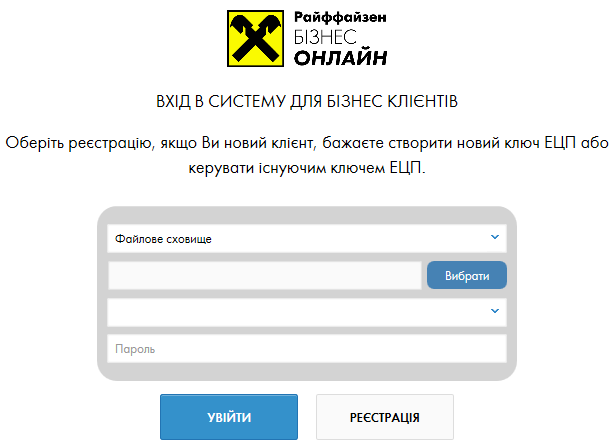 Райффайзен
БІЗНЕС
ОНЛАЙН
ВХІД В СИСТЕМУ ДЛЯ БІЗНЕС КЛІЄНТІВ
Оберіть реєстрацію, якщо Ви новий клієнт, бажаєте створити новий ключ ЕЦП або
керувати існуючим ключем ЕЦП.
Файлове сховище
Вибрати
Пароль
УВІЙТИ
РЕЄСТРАЦІЯ